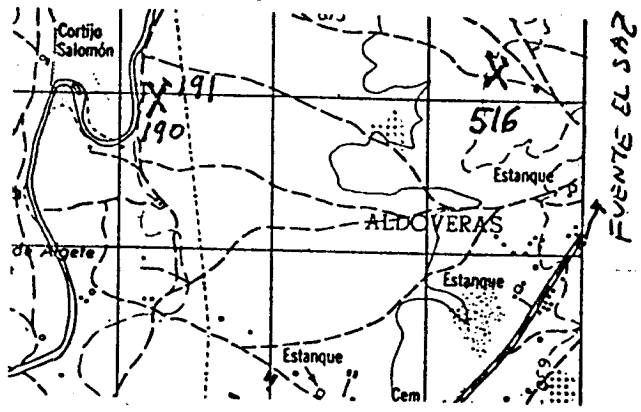 Cortijo
Salomón
191
190
516
FUENTE EL SAZ
Estanque
ALDOVERAS
de Algete
Estanque
Estanque
Cem